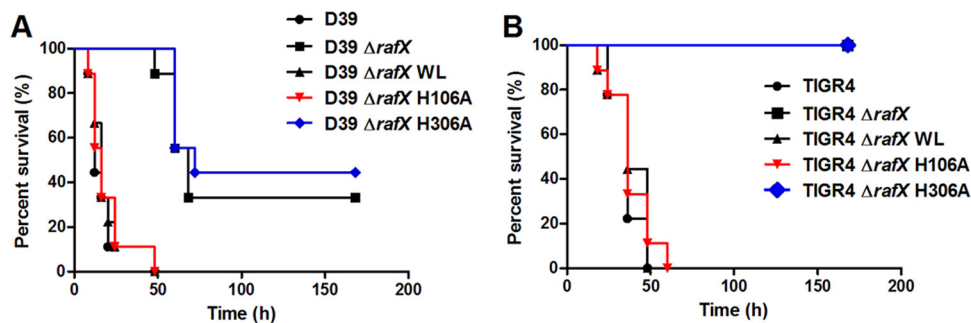 A
Percent survival (%)
100
80
60
40
20
0
0 50 100 150 200
Time (h)
D39
D39 ΔrafX
D39 ΔrafX WL
D39 ΔrafX H106A
D39 ΔrafX H306A
B
Percent survival (%)
100
80
60
40
20
0
0 50 100 150 200
Time (h)
TIGR4
TIGR4 ΔrafX
TIGR4 ΔrafX WL
TIGR4 ΔrafX H106A
TIGR4 ΔrafX H306A